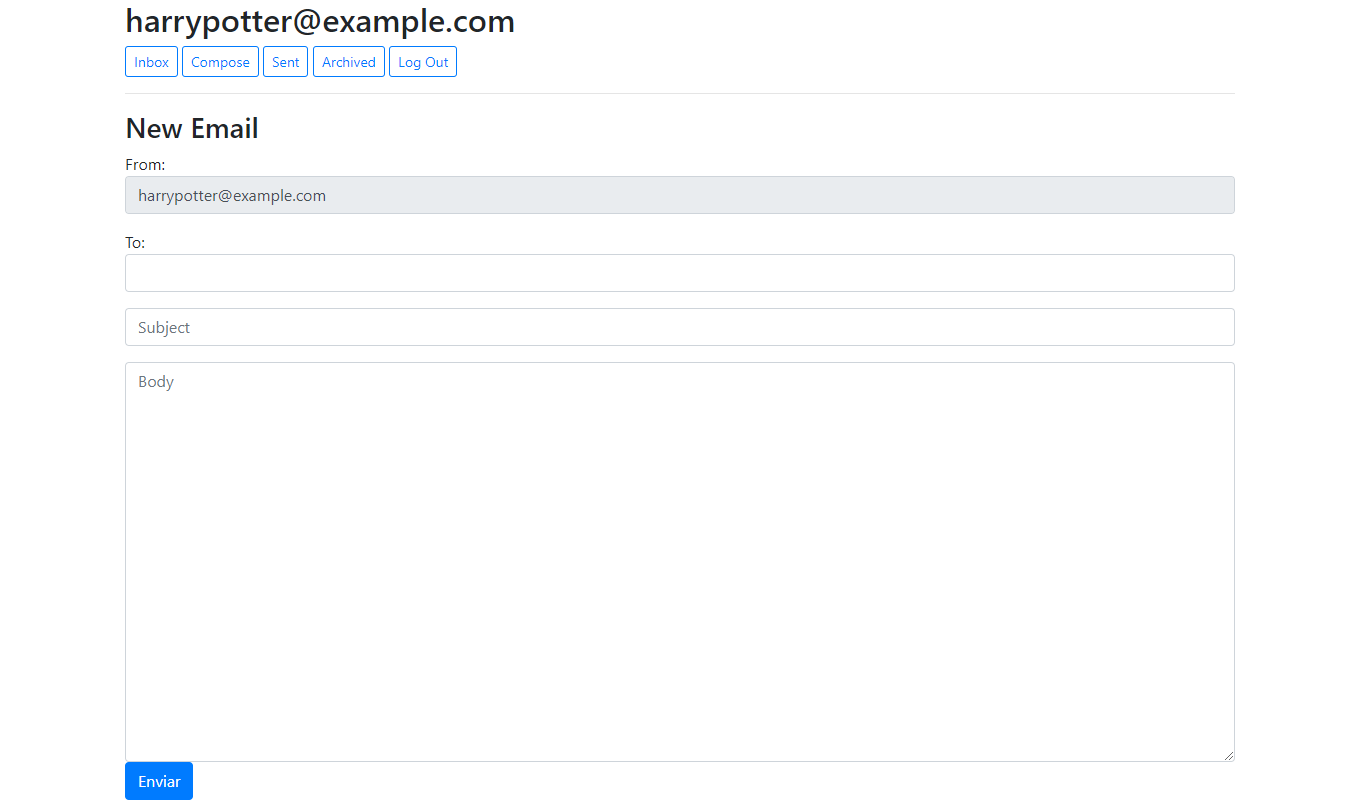 harrypotter@example.com
Inbox Compose Sent Archived Log Out
New Email
From:
harrypotter@example.com
To:
Subject
Body
Enviar